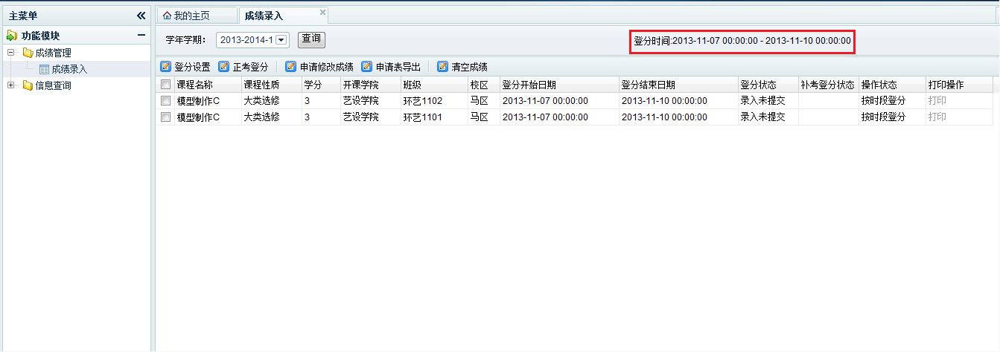 主菜单
功能模块
成绩管理
成绩录入
信息查询
我的主页 成绩录入
学年学期： 2013-2014-1 查询 登分时间:2013-11-07 00:00:00 - 2013-11-10 00:00:00
登分设置 正考登分 申请修改成绩 申请表导出 清空成绩
课程名称 课程性质 学分 开课学院 班级 校区 登分开始日期 登分结束日期 登分状态 补考登分状态 操作状态 打印操作
模型制作C 大类选修 3 艺设学院 环艺1102 马区 2013-11-07 00:00:00 2013-11-10 00:00:00 录入未提交 按时段登分 打印
模型制作C 大类选修 3 艺设学院 环艺1101 马区 2013-11-07 00:00:00 2013-11-10 00:00:00 录入未提交 按时段登分 打印